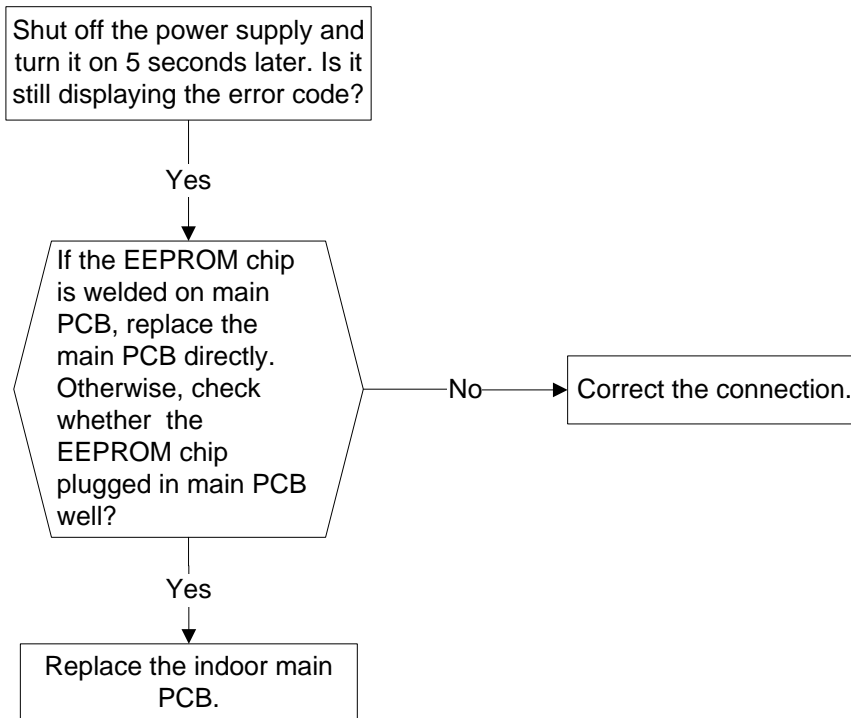 Shut off the power supply and
turn it on 5 seconds later. Is it
still displaying the error code?
Yes
If the EEPROM chip
is welded on main
PCB, replace the
main PCB directly.
Otherwise, check
whether the
EEPROM chip
plugged in main PCB
well?
No
Correct the connection.
Yes
Replace the indoor main
PCB.